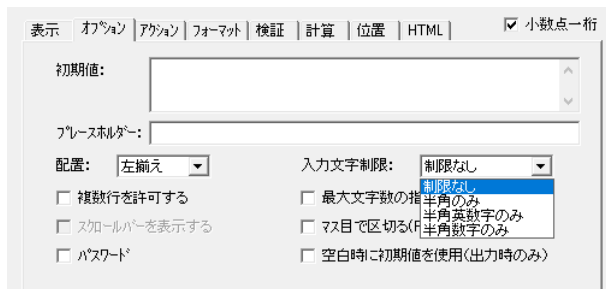 表示 オプション アクション フォーマット 検証 計算 位置 HTML 小数点一桁
初期値:
プレースホルダー:
配置: 左揃え 入力文字制限: 制限なし
制限なし
半角のみ
半角英数字のみ
半角数字のみ
複数行を許可する 最大文字数の指
スクロールバーを表示する マス目で区切る(F
パスワード 空白時に初期値を使用(出力時のみ)